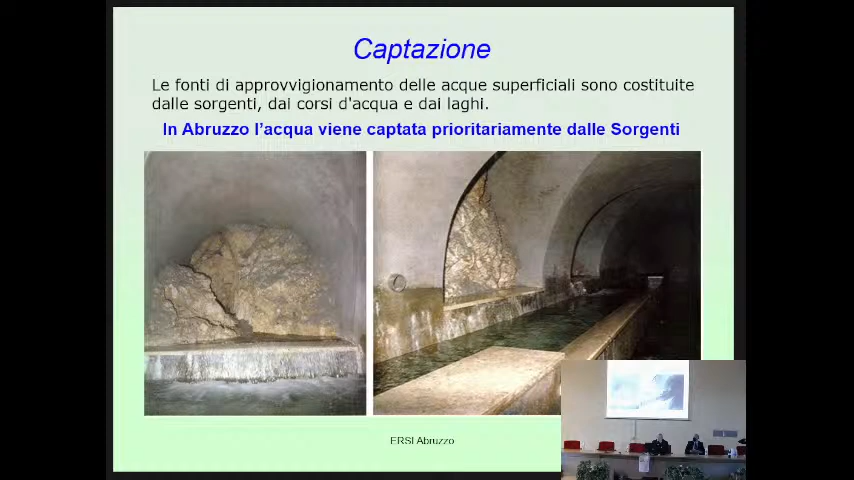 Captazione
Le fonti di approvvigionamento delle acque superficiali sono costituite
dalle sorgenti, dai corsi d'acqua e dai laghi.
In Abruzzo l'acqua viene captata prioritariamente dalle Sorgenti
ERSI Abruzzo